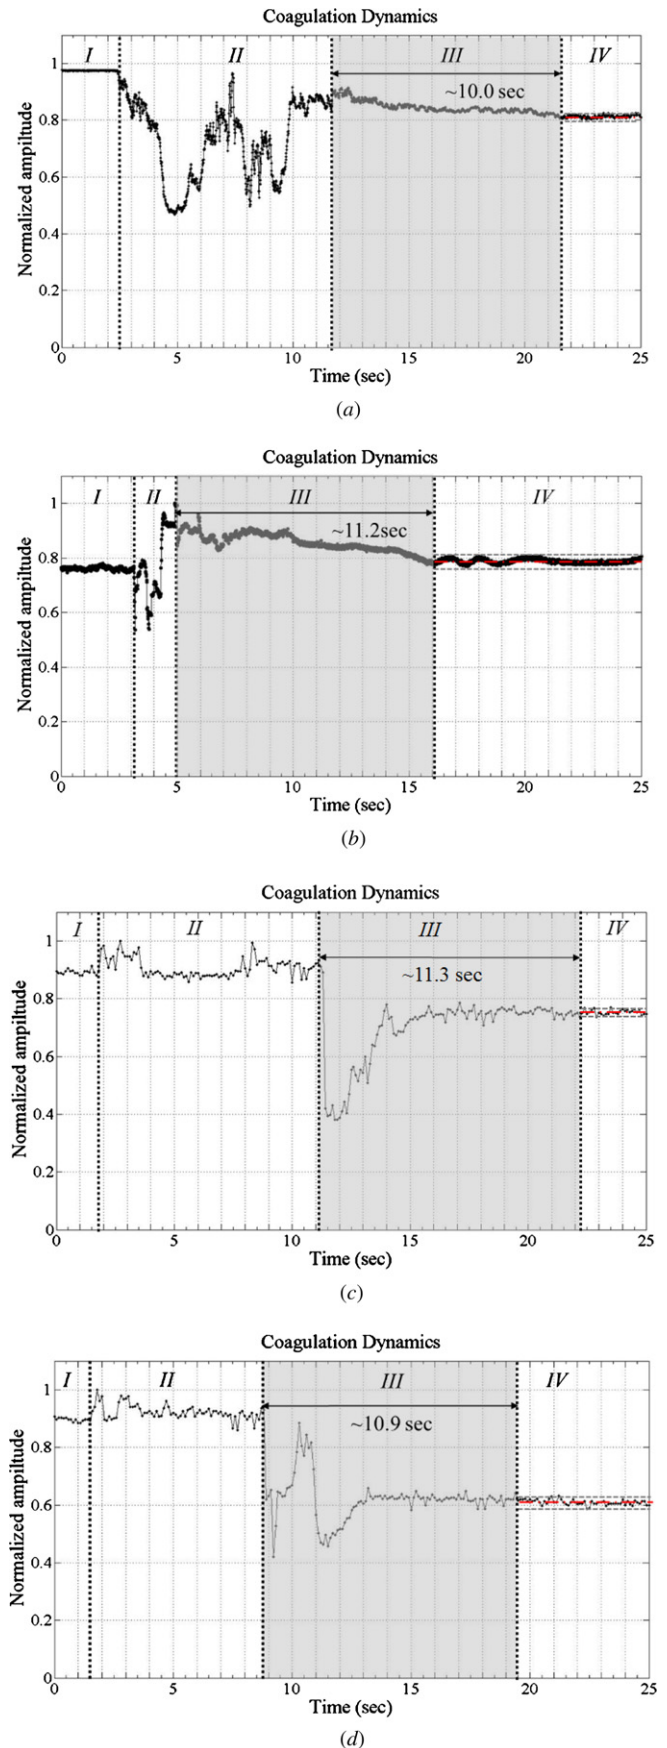 Coagulation Dynamics
I II III IV
~10.0 sec
Normalized ampiltude
1
0.8
0.6
0.4
0.2
0
0 5 10 15 20 25
Time (sec)
(a)
Coagulation Dynamics
I II III IV
~11.2sec
Normalized ampiltude
1
0.8
0.6
0.4
0.2
0
0 5 10 15 20 25
Time (sec)
(b)
Coagulation Dynamics
I II III IV
~11.3 sec
Normalized ampiltude
1
0.8
0.6
0.4
0.2
0
0 5 10 15 20 25
Time (sec)
(c)
Coagulation Dynamics
I II III IV
~10.9 sec
Normalized ampiltude
1
0.8
0.6
0.4
0.2
0
0 5 10 15 20 25
Time (sec)
(d)